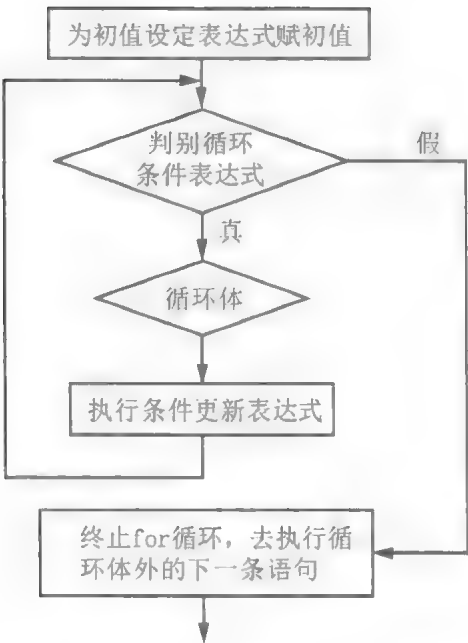 为初值设定表达式赋初值
判别循环
条件表达式
假
真
循环体
执行条件更新表达式
终止for循环，去执行循
环体外的下一条语句